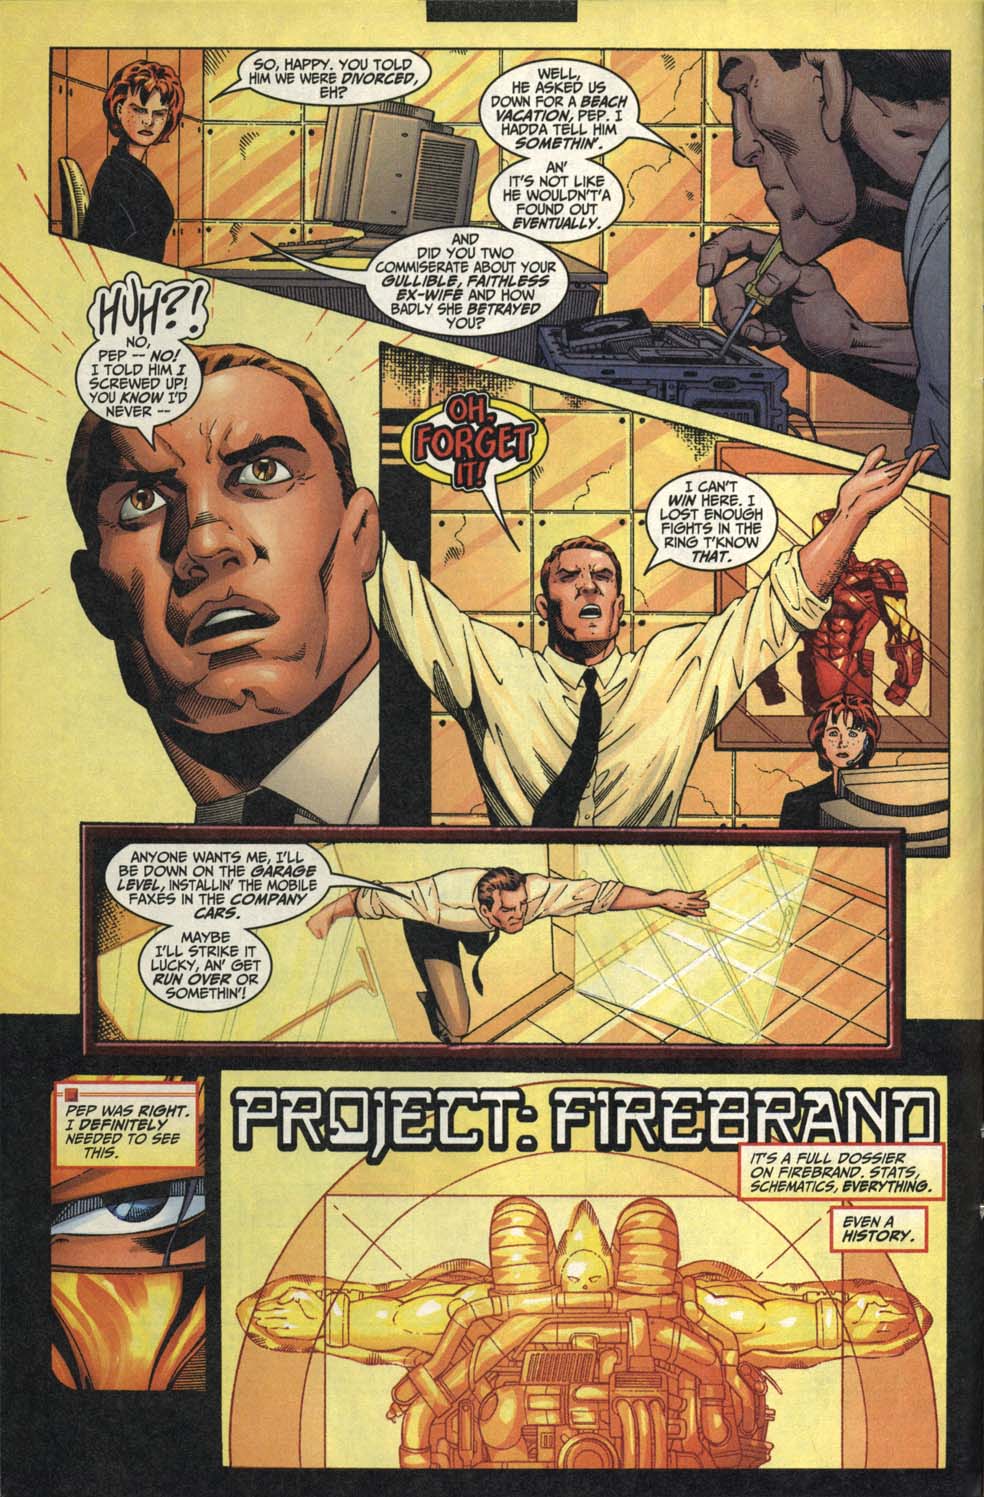 SO, HAPPY. YOU TOLD
HIM WE WERE DIVORCED,
EH?
WELL,
HE ASKED US
DOWN FOR A BEACH
VACATION, PEP. I
HADDA TELL HIM
SOMETHIN'.
AN'
IT'S NOT LIKE
HE WOULDN'T'A
FOUND OUT
EVENTUALLY.
AND
DID YOU TWO
COMMISERATE ABOUT YOUR
GULLIBLE, FAITHLESS
EX-WIFE AND HOW
BADLY SHE BETRAYED
YOU?
HUH?!
NO,
PEP -- NO!
I TOLD HIM I
SCREWED UP!
YOU KNOW I'D
NEVER --
OH,
FORGET
IT!
I CAN'T
WIN HERE. I
LOST ENOUGH
FIGHTS IN THE
RING T'KNOW
THAT.
ANYONE WANTS ME, I'LL
BE DOWN ON THE GARAGE
LEVEL, INSTALLIN' THE MOBILE
FAXES IN THE COMPANY
CARS.
MAYBE
I'LL STRIKE IT
LUCKY, AN' GET
RUN OVER OR
SOMETHIN'!
PEP WAS RIGHT.
I DEFINITELY
NEEDED TO SEE
THIS.
PROJECT: FIREBRAND
IT'S A FULL DOSSIER
ON FIREBRAND. STATS,
SCHEMATICS, EVERYTHING.
EVEN A
HISTORY.